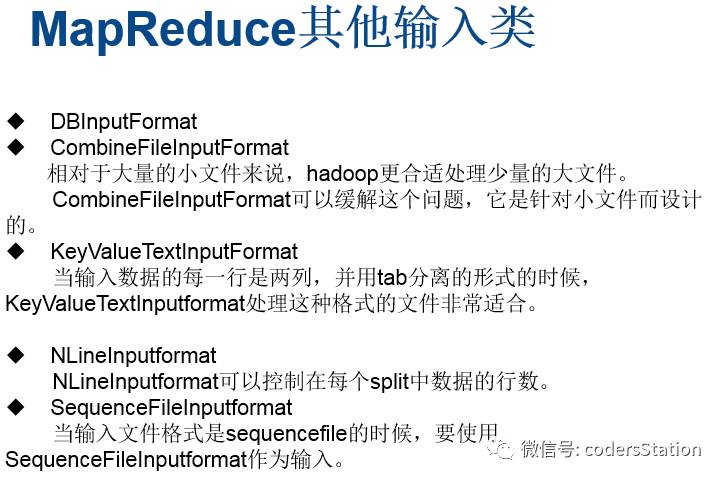 MapReduce其他输入类
◆ DBInputFormat
◆ CombineFileInputFormat
相对于大量的小文件来说，hadoop更合适处理少量的大文件。
CombineFileInputFormat可以缓解这个问题，它是针对小文件而设计
的。
◆ KeyValueTextInputFormat
当输入数据的每一行是两列，并用tab分离的形式的时候，
KeyValueTextInputformat处理这种格式的文件非常适合。
◆ NLineInputformat
NLineInputformat可以控制在每个split中数据的行数。
◆ SequenceFileInputformat
当输入文件格式是sequencefile的时候，要使用
SequenceFileInputformat作为输入。
微信号: codersStation